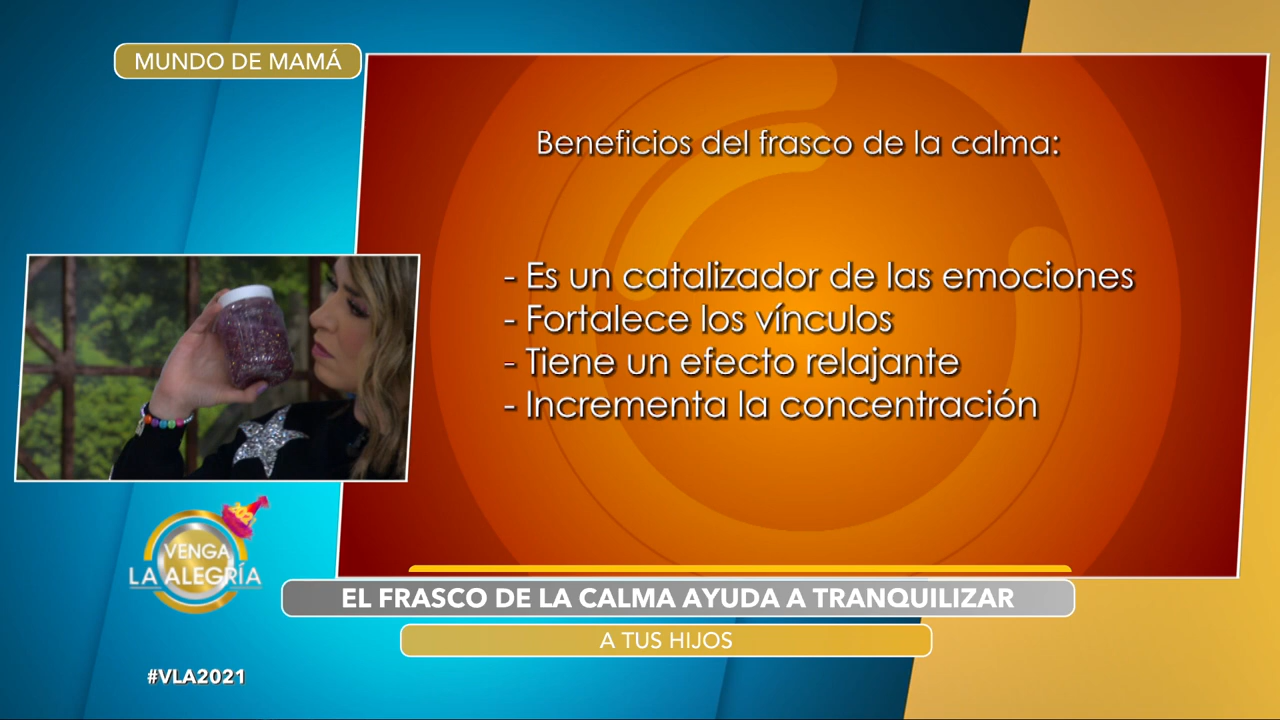 MUNDO DE MAMÁ
Beneficios del frasco de la calma:
- Es un catalizador de las emociones
- Fortalece los vínculos
- Tiene un efecto relajante
- Incrementa la concentración
2021
VENGA
LA ALEGRÍA
EL FRASCO DE LA CALMA AYUDA A TRANQUILIZAR
A TUS HIJOS
#VLA2021